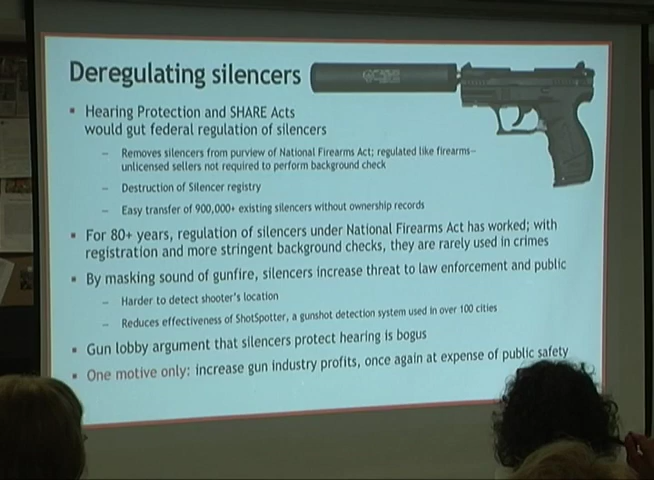 Deregulating silencers
Hearing Protection and SHARE Acts
would gut federal regulation of silencers
– Removes silencers from purview of National Firearms Act; regulated like firearms–
unlicensed sellers not required to perform background check
– Destruction of Silencer registry
– Easy transfer of 900,000+ existing silencers without ownership records
For 80+ years, regulation of silencers under National Firearms Act has worked; with
registration and more stringent background checks, they are rarely used in crimes
By masking sound of gunfire, silencers increase threat to law enforcement and public
– Harder to detect shooter's location
– Reduces effectiveness of ShotSpotter, a gunshot detection system used in over 100 cities
Gun lobby argument that silencers protect hearing is bogus
One motive only: increase gun industry profits, once again at expense of public safety